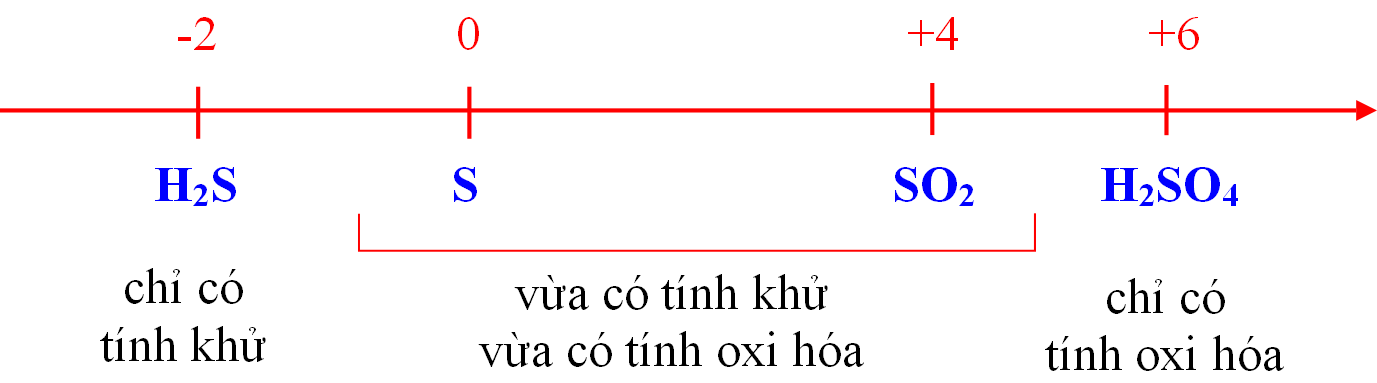 -2 0 +4 +6
H₂S S SO₂ H₂SO₄
chỉ có
tính khử
vừa có tính khử
vừa có tính oxi hóa
chỉ có
tính oxi hóa